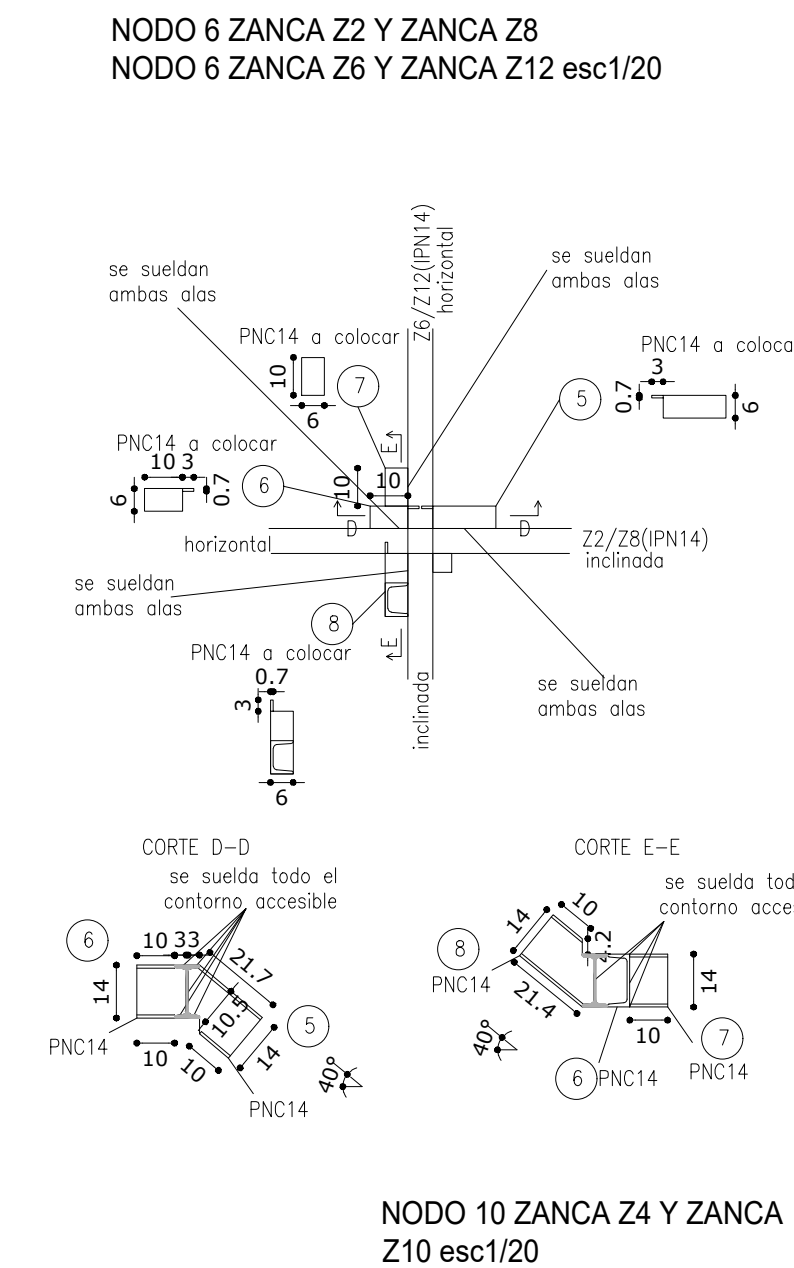 NODO 6 ZANCA Z2 Y ZANCA Z8
NODO 6 ZANCA Z6 Y ZANCA Z12 esc1/20
Z6/Z12(IPN14)
horizontal
se sueldan
ambas alas
se sueldan
ambas alas
PNC14 a colocar
10
6
7
PNC14 a coloca
3
0.7
6
5
E
PNC14 a colocar
10 3
6
0.7
6
10
10
D
D
horizontal
Z2/Z8(IPN14)
inclinada
se sueldan
ambas alas
8
E
PNC14 a colocar
0.7
3
6
inclinada
se sueldan
ambas alas
CORTE D-D
se suelda todo el
contorno accesible
6
10 33
21.7
14
10.5
5
14
PNC14
10
10
40º
PNC14
CORTE E-E
se suelda tod
contorno acce
10
14
4.2
8
PNC14
21.4
14
10
40º
7
6
PNC14
PNC14
NODO 10 ZANCA Z4 Y ZANCA
Z10 esc1/20